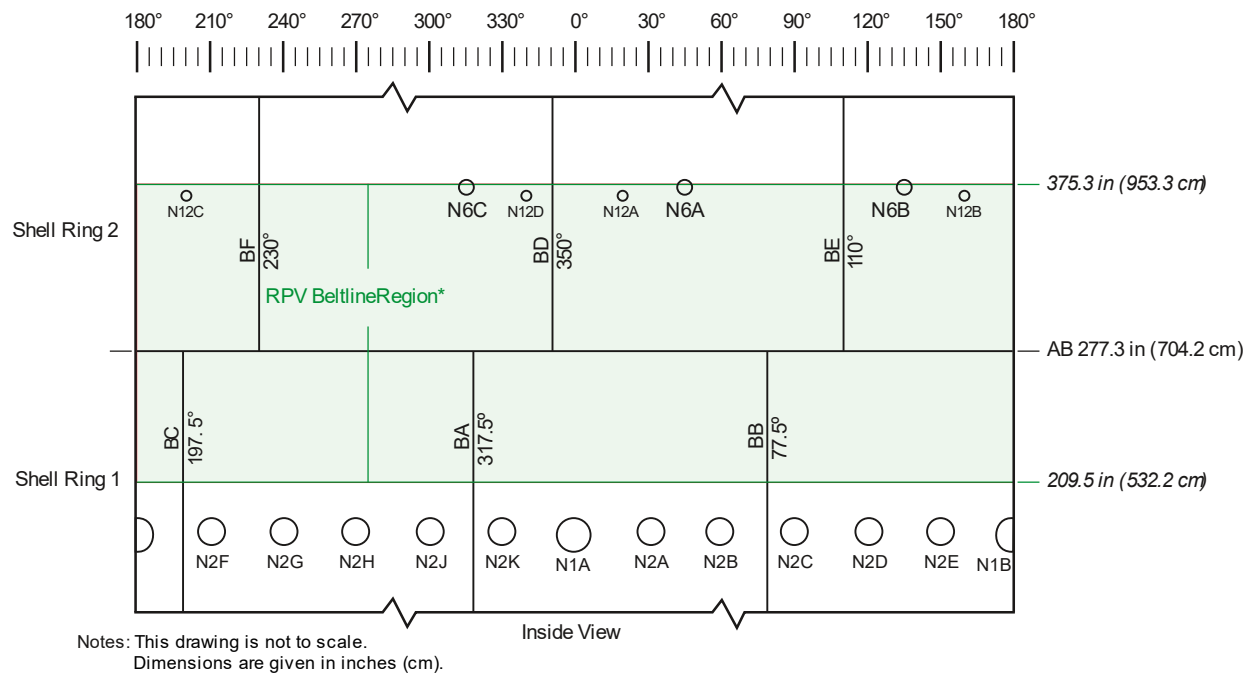 180° 210° 240° 270° 300° 330° 0° 30° 60° 90° 120° 150° 180°
375.3 in (953.3 cm)
N12C N6C N12D N12A N6A N6B N12B
Shell Ring 2
BF 230°
BD 350°
BE 110°
RPV BeltlineRegion*
AB 277.3 in (704.2 cm)
BC 197.5°
BA 317.5º
BB 77.5º
Shell Ring 1
209.5 in (532.2 cm)
N2F N2G N2H N2J N2K N1A N2A N2B N2C N2D N2E N1B
Inside View
Notes: This drawing is not to scale.
Dimensions are given in inches (cm).